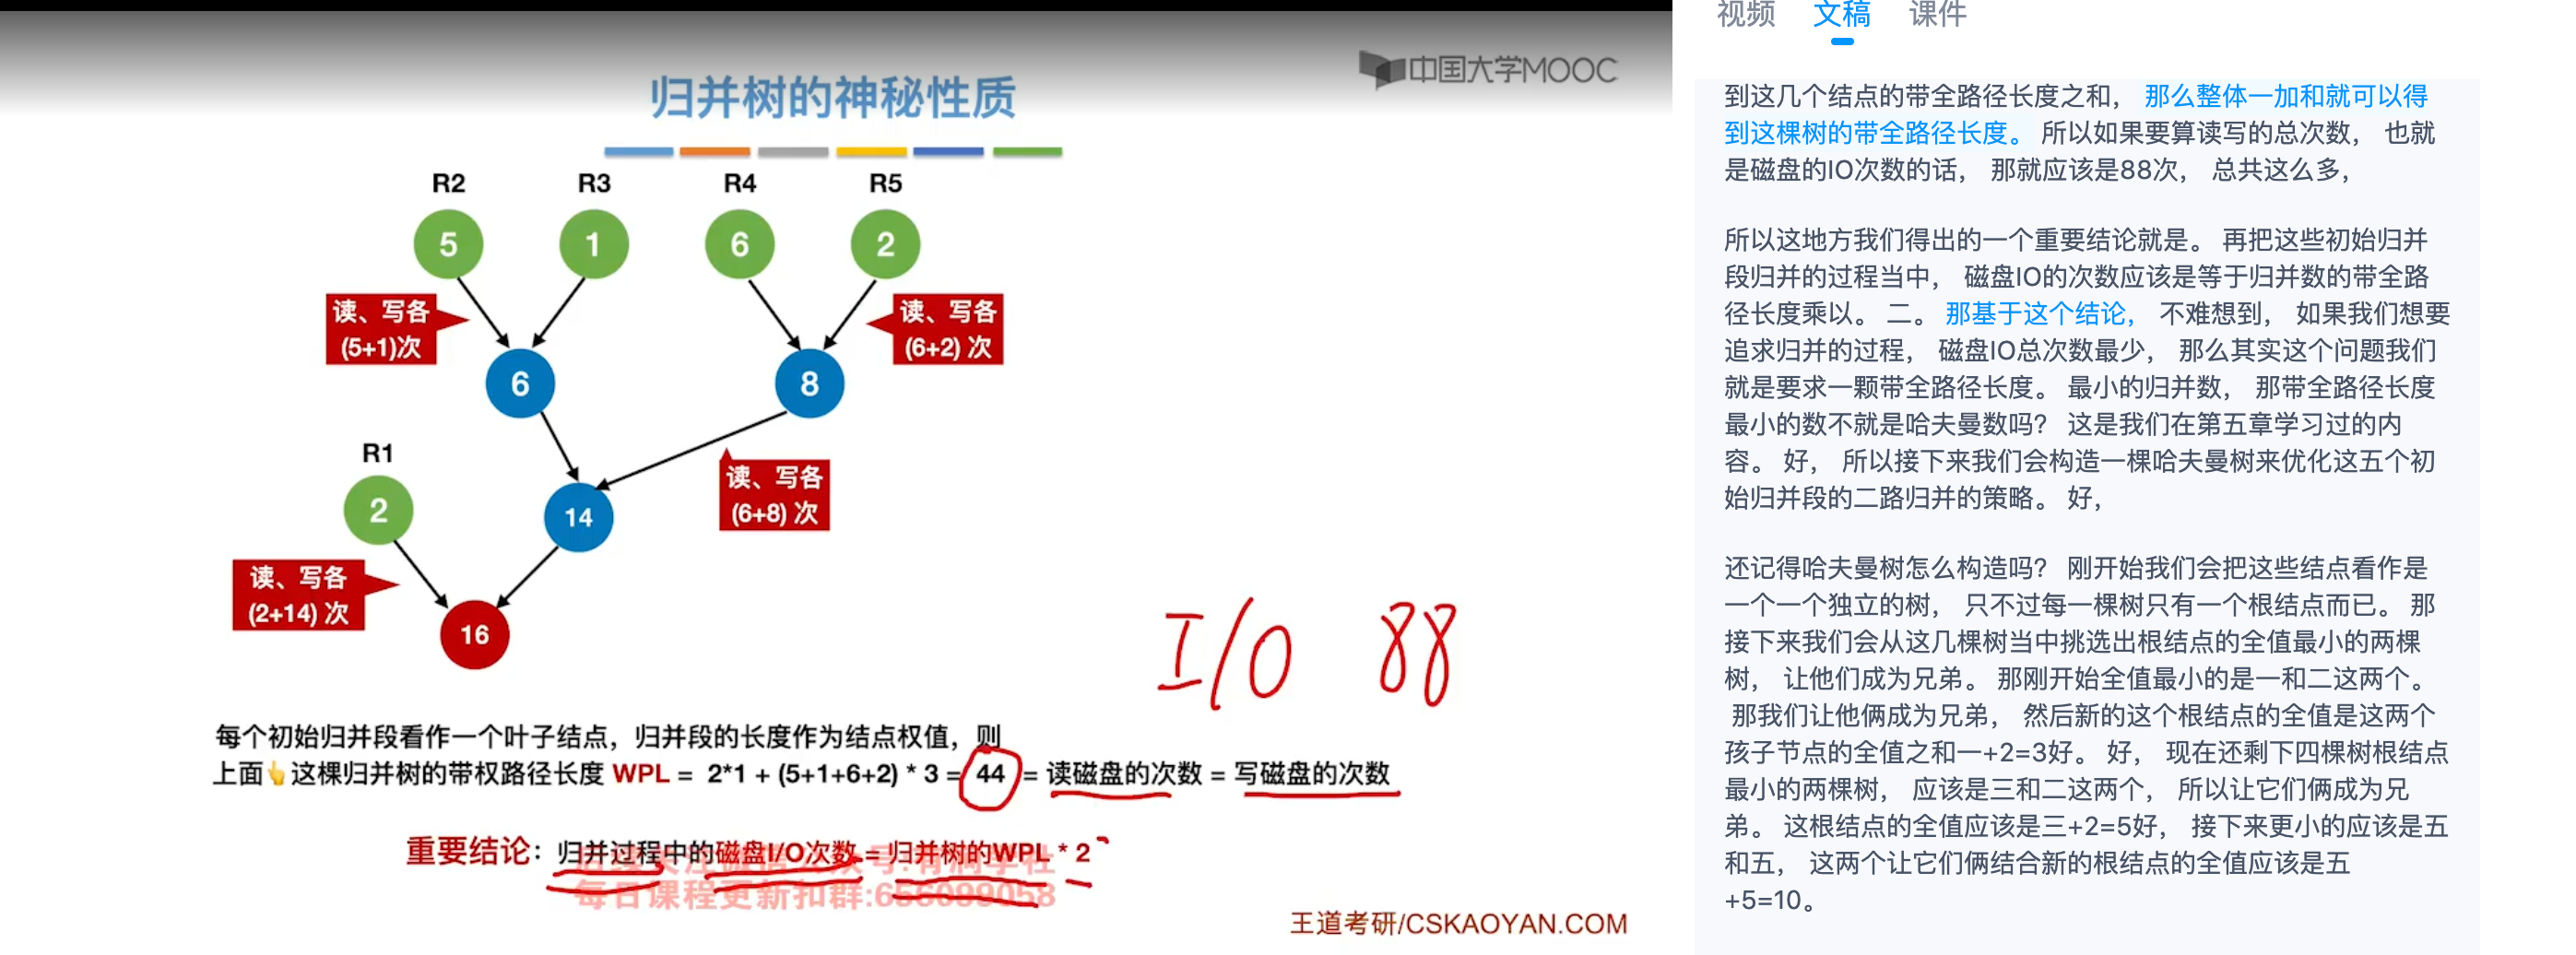 中国大学MOOC
归并树的神秘性质
R2 R3 R4 R5
5 1 6 2
读、写各
(5+1)次
读、写各
(6+2) 次
6 8
R1
读、写各
(6+8) 次
2 14
读、写各
(2+14) 次
16
I/O 88
每个初始归并段看作一个叶子结点，归并段的长度作为结点权值，则
上面👆这棵归并树的带权路径长度 WPL = 2*1 + (5+1+6+2) * 3 = 44 = 读磁盘的次数 = 写磁盘的次数
重要结论：归并过程中的磁盘I/O次数 = 归并树的WPL * 2
每日课程更新扣群:656099058
王道考研/CSKAOYAN.COM
视频 文稿 课件
到这几个结点的带全路径长度之和， 那么整体一加和就可以得
到这棵树的带全路径长度。 所以如果要算读写的总次数， 也就
是磁盘的IO次数的话， 那就应该是88次， 总共这么多，
所以这地方我们得出的一个重要结论就是。 再把这些初始归并
段归并的过程当中， 磁盘IO的次数应该是等于归并数的带全路
径长度乘以。 二。 那基于这个结论， 不难想到， 如果我们想要
追求归并的过程， 磁盘IO总次数最少， 那么其实这个问题我们
就是要求一颗带全路径长度。 最小的归并数， 那带全路径长度
最小的数不就是哈夫曼数吗？ 这是我们在第五章学习过的内
容。 好， 所以接下来我们会构造一棵哈夫曼树来优化这五个初
始归并段的二路归并的策略。 好，
还记得哈夫曼树怎么构造吗？ 刚开始我们会把这些结点看作是
一个一个独立的树， 只不过每一棵树只有一个根结点而已。 那
接下来我们会从这几棵树当中挑选出根结点的全值最小的两棵
树， 让他们成为兄弟。 那刚开始全值最小的是一和二这两个。
那我们让他俩成为兄弟， 然后新的这个根结点的全值是这两个
孩子节点的全值之和一+2=3好。 好， 现在还剩下四棵树根结点
最小的两棵树， 应该是三和二这两个， 所以让它们俩成为兄
弟。 这根结点的全值应该是三+2=5好， 接下来更小的应该是五
和五， 这两个让它们俩结合新的根结点的全值应该是五
+5=10。